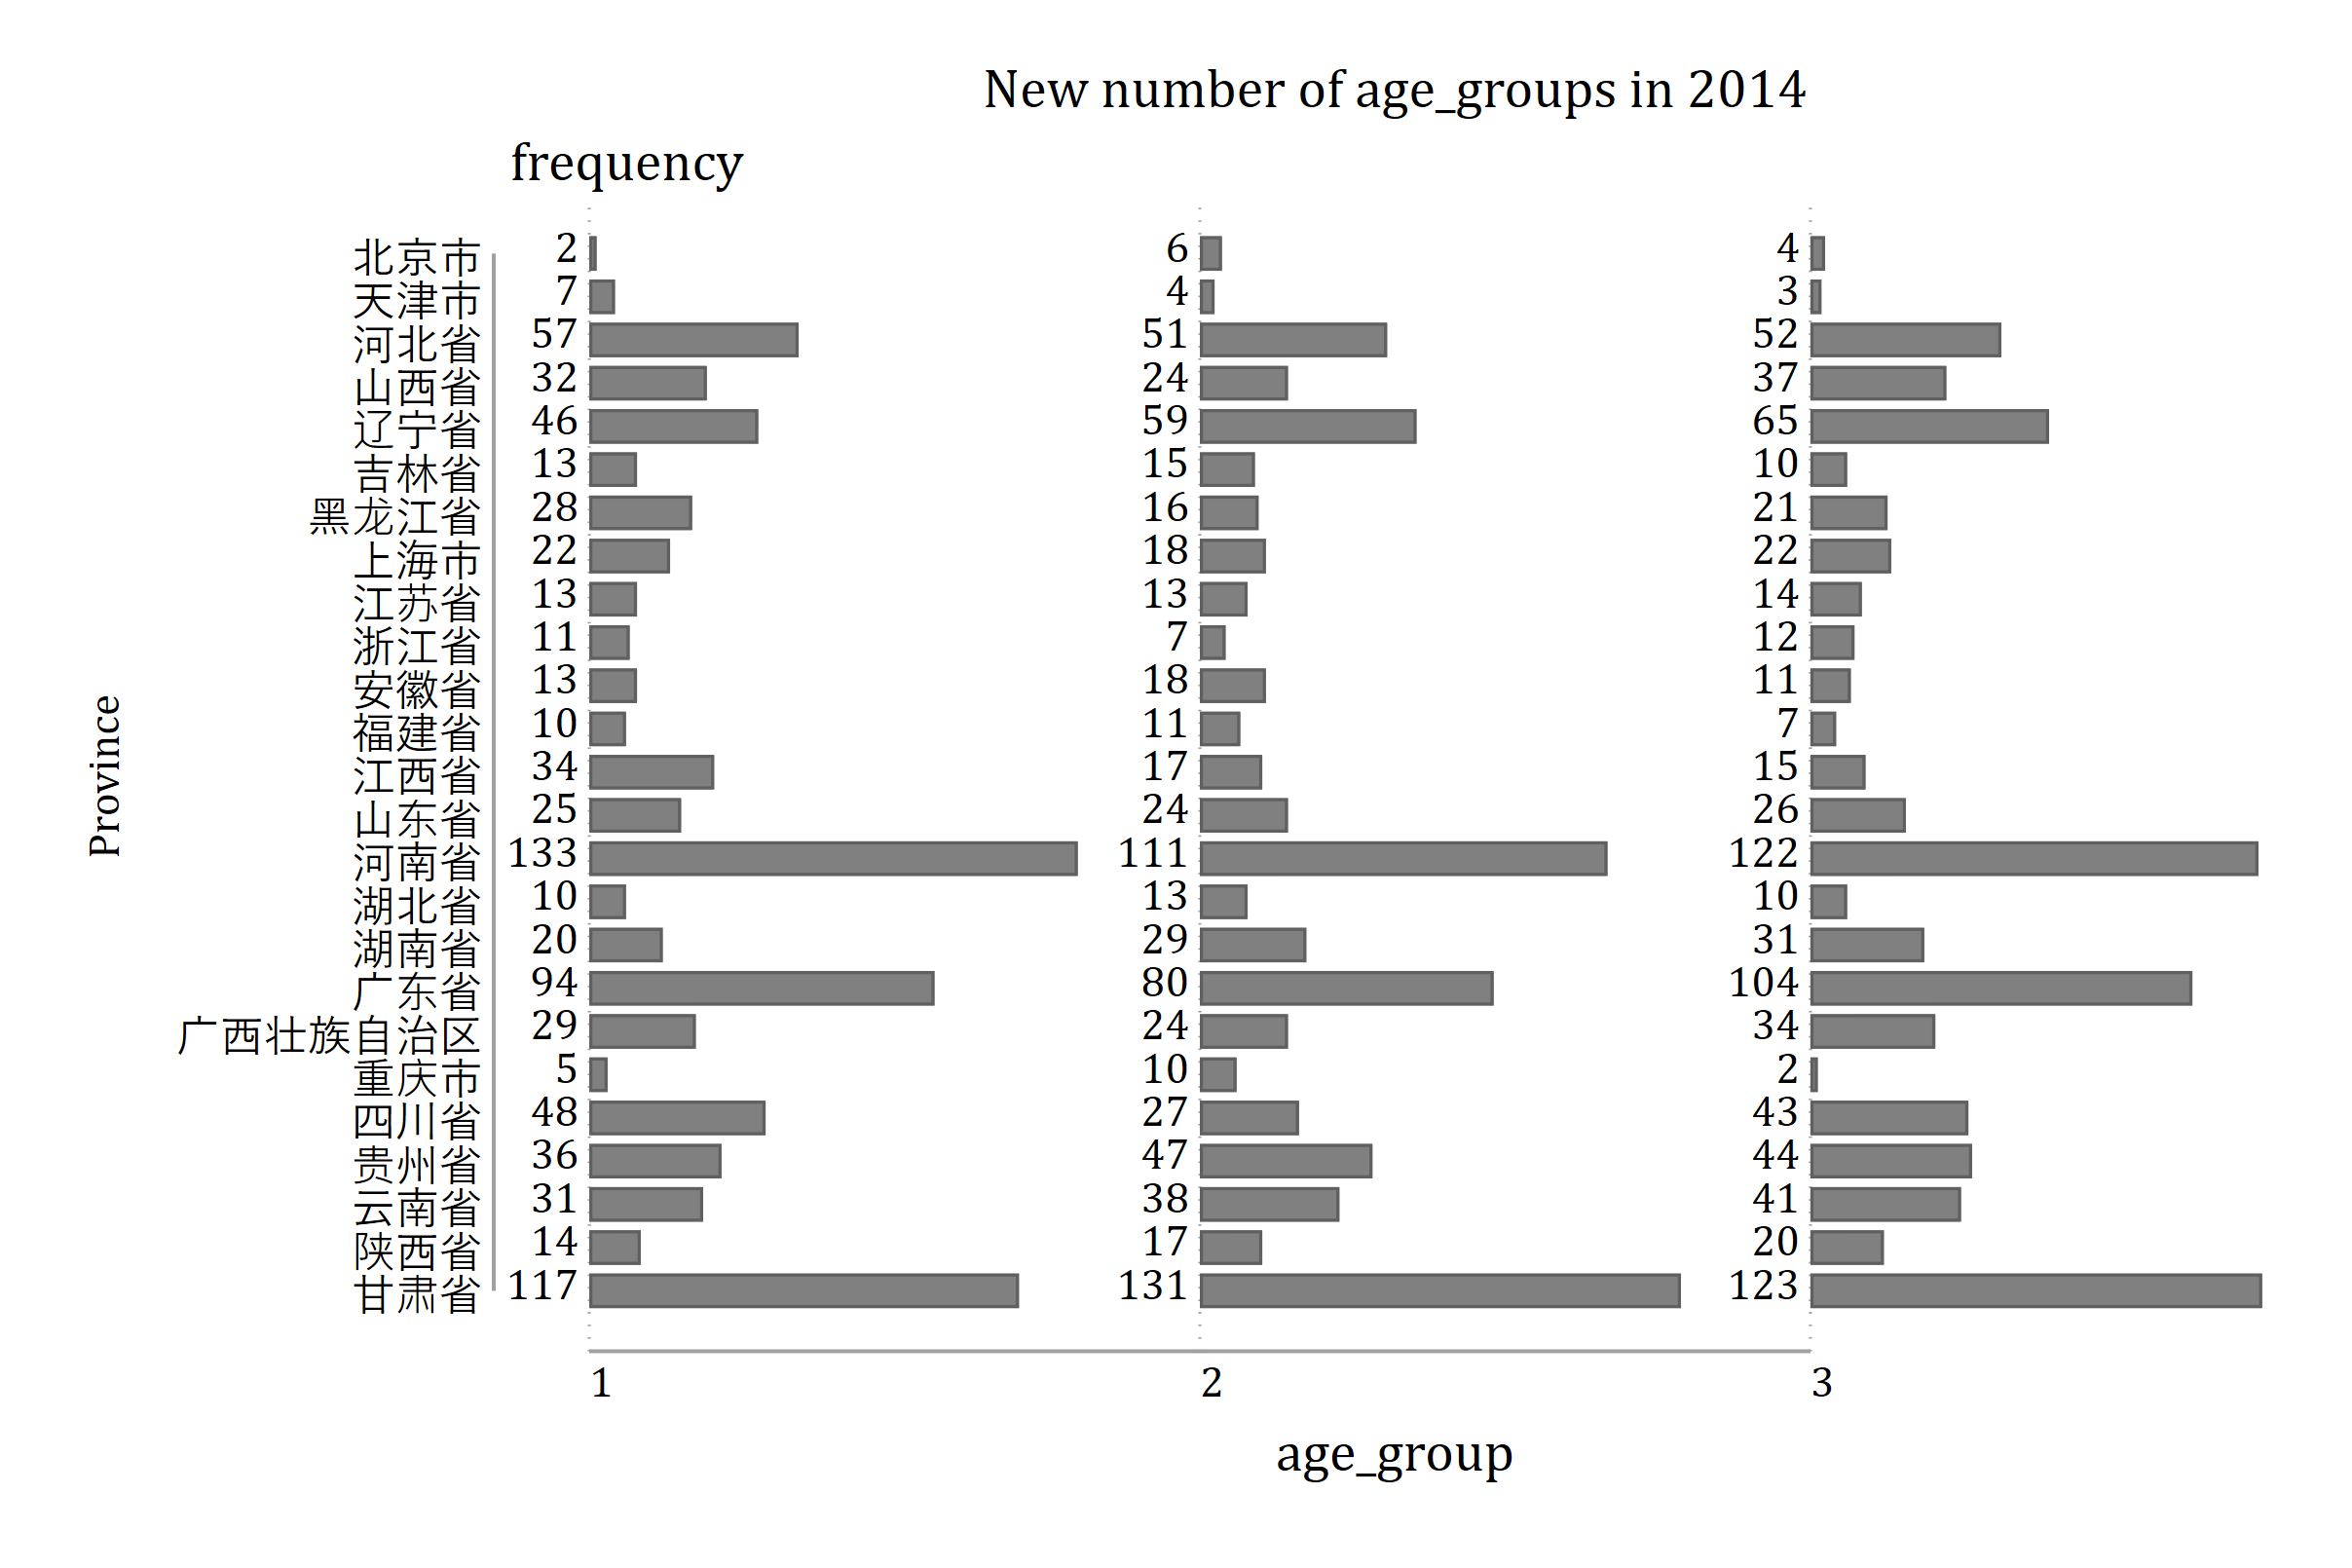 New number of age_groups in 2014
frequency
Province
北京市 2 6 4
天津市 7 4 3
河北省 57 51 52
山西省 32 24 37
辽宁省 46 59 65
吉林省 13 15 10
黑龙江省 28 16 21
上海市 22 18 22
江苏省 13 13 14
浙江省 11 7 12
安徽省 13 18 11
福建省 10 11 7
江西省 34 17 15
山东省 25 24 26
河南省 133 111 122
湖北省 10 13 10
湖南省 20 29 31
广东省 94 80 104
广西壮族自治区 29 24 34
重庆市 5 10 2
四川省 48 27 43
贵州省 36 47 44
云南省 31 38 41
陕西省 14 17 20
甘肃省 117 131 123
1 2 3
age_group